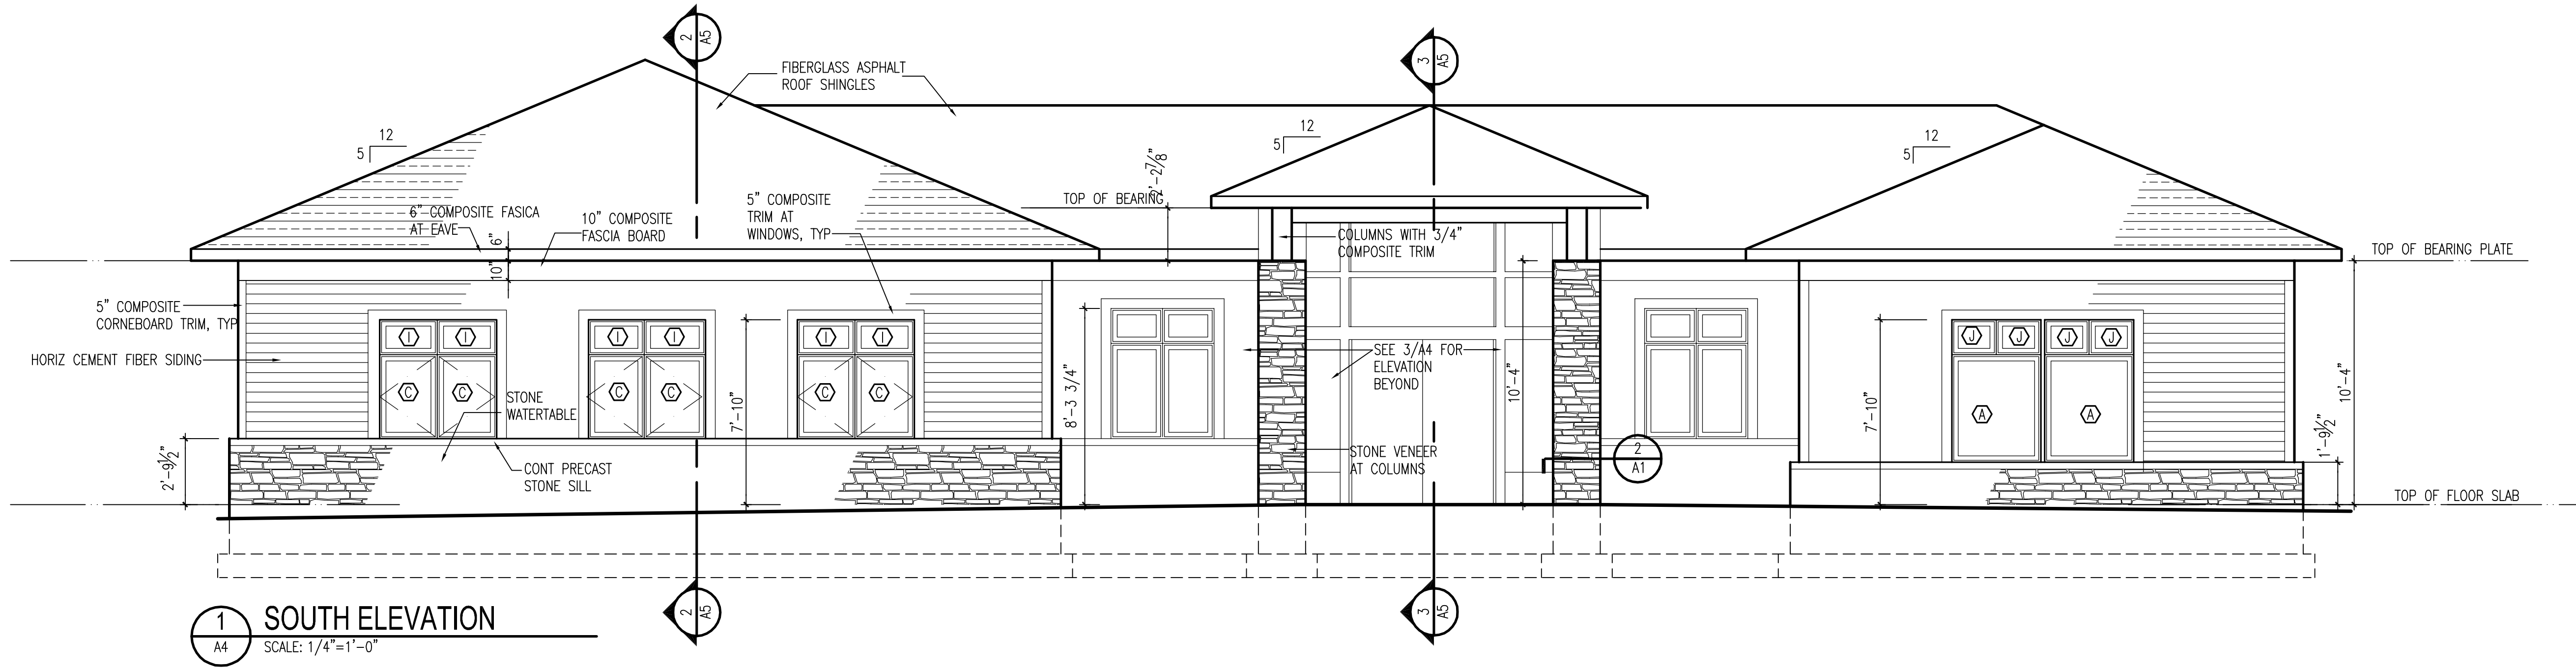 2
A5
3
A5
FIBERGLASS ASPHALT
ROOF SHINGLES
12
5
12
5
12
5
2'-2 7/8"
TOP OF BEARING
6" COMPOSITE FASICA
AT EAVE
10" COMPOSITE
FASCIA BOARD
5" COMPOSITE
TRIM AT
WINDOWS, TYP
6"
10"
COLUMNS WITH 3/4"
COMPOSITE TRIM
TOP OF BEARING PLATE
5" COMPOSITE
CORNEBOARD TRIM, TYP
HORIZ CEMENT FIBER SIDING
I
I
I
I
I
I
J
J
J
J
C
C
C
C
C
C
A
A
STONE
WATERTABLE
SEE 3/A4 FOR
ELEVATION
BEYOND
7'-10"
8'-3 3/4"
10'-4"
7'-10"
10'-4"
2'-9 1/2"
1'-9 1/2"
CONT PRECAST
STONE SILL
STONE VENEER
AT COLUMNS
2
A1
TOP OF FLOOR SLAB
2
A5
3
A5
1
A4
SOUTH ELEVATION
SCALE: 1/4"=1'-0"